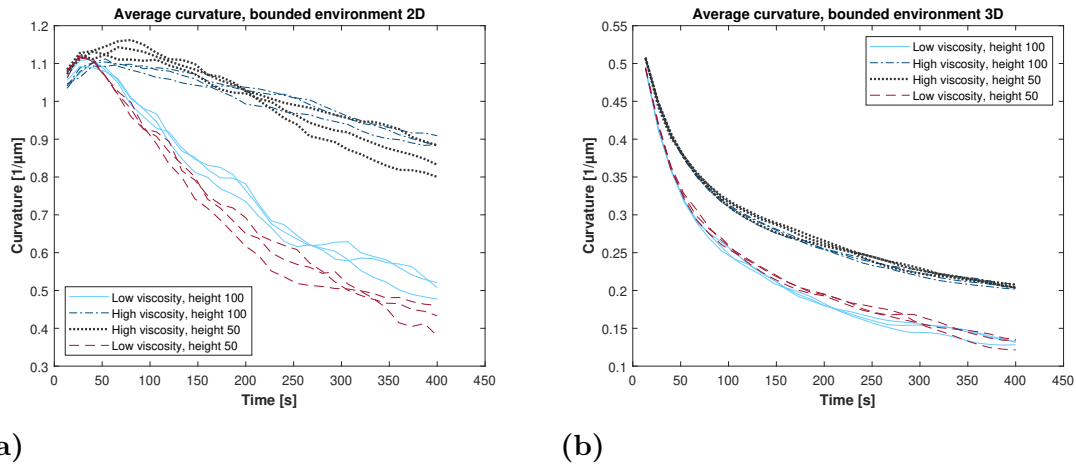 Average curvature, bounded environment 2D
1.2
1.1
1
0.9
0.8
0.7
0.6
0.5
0.4
0.3
Curvature [1/µm]
Low viscosity, height 100
High viscosity, height 100
High viscosity, height 50
Low viscosity, height 50
0 50 100 150 200 250 300 350 400 450
Time [s]
a)
Average curvature, bounded environment 3D
0.55
0.5
0.45
0.4
0.35
0.3
0.25
0.2
0.15
0.1
Curvature [1/µm]
Low viscosity, height 100
High viscosity, height 100
High viscosity, height 50
Low viscosity, height 50
0 50 100 150 200 250 300 350 400 450
Time [s]
(b)